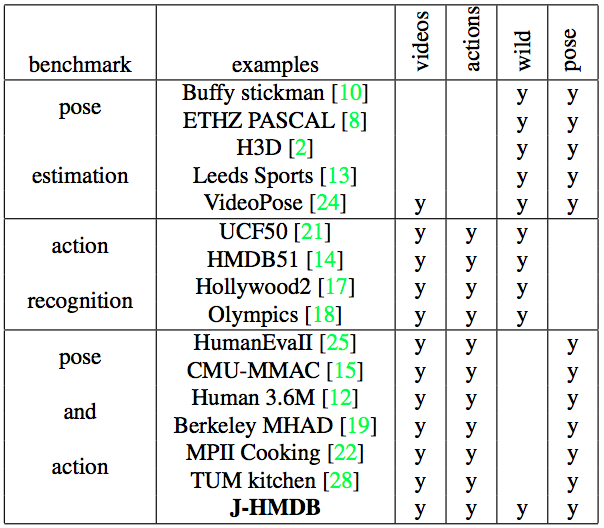 benchmark examples videos actions wild pose
pose Buffy stickman [10] y y
ETHZ PASCAL [8] y y
H3D [2] y y
estimation Leeds Sports [13] y y
VideoPose [24] y y y
action UCF50 [21] y y y
HMDB51 [14] y y y
recognition Hollywood2 [17] y y y
Olympics [18] y y y
pose HumanEvaII [25] y y y
CMU-MMAC [15] y y y
and Human 3.6M [12] y y y
Berkeley MHAD [19] y y y
action MPII Cooking [22] y y y
TUM kitchen [28] y y y
J-HMDB y y y y